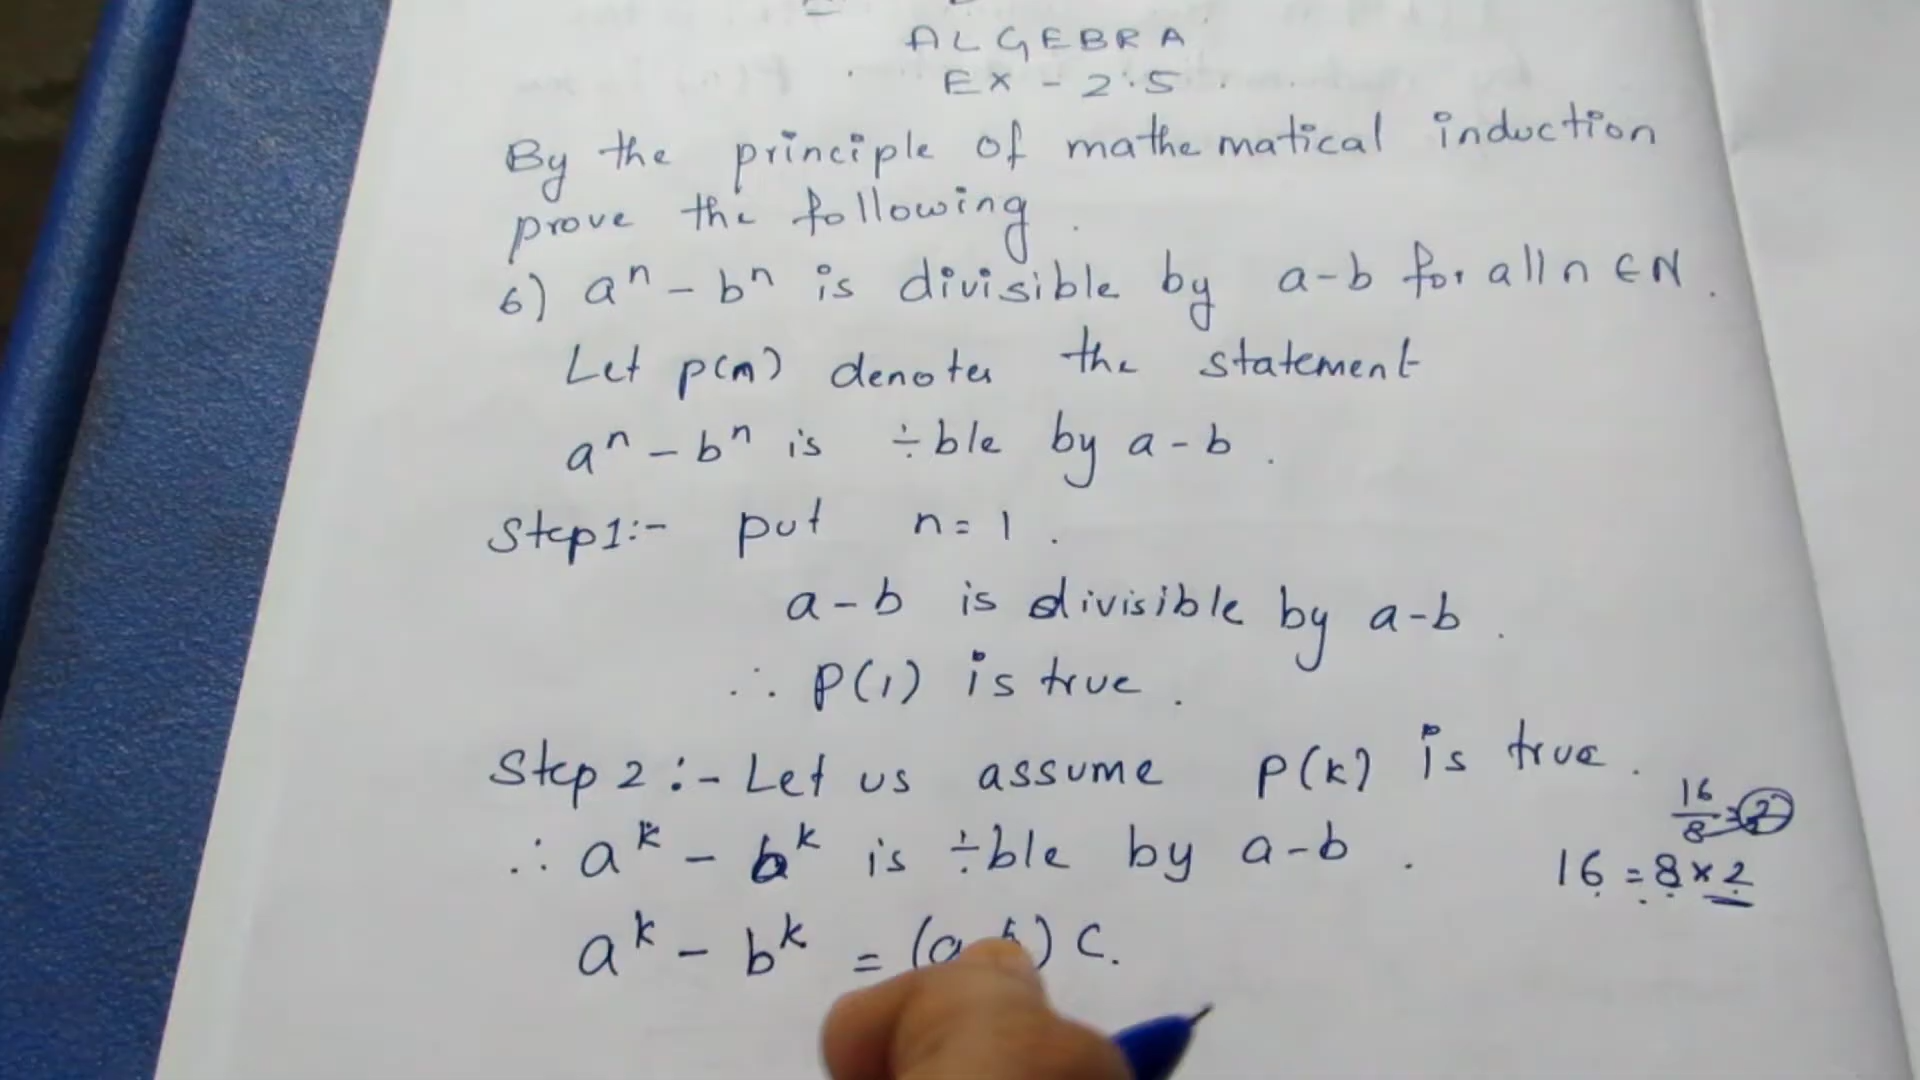 ALGEBRA
EX - 2.5
By the principle of mathematical induction
prove the following.
6) aⁿ - bⁿ is divisible by a-b for all n ∈ N.
Let p(n) denotes the statement
aⁿ - bⁿ is ÷ble by a-b.
Step1:- put n = 1.
a-b is divisible by a-b.
∴ P(1) is true.
Step 2:- Let us assume P(k) is true.
∴ aᵏ - bᵏ is ÷ble by a-b.
aᵏ - bᵏ = (a-b) c.
16/8 = 2
16 = 8 × 2